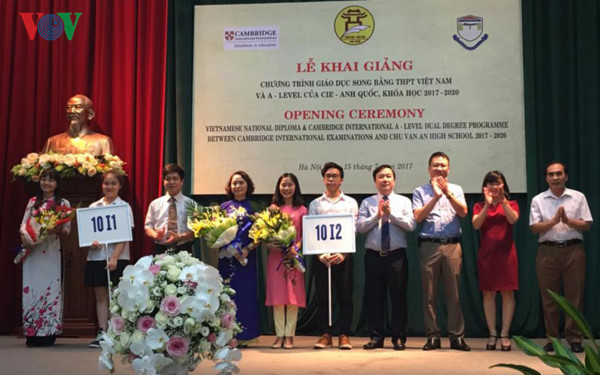 VOV
CAMBRIDGE
International Examinations
Excellence in education
LỄ KHAI GIẢNG
CHƯƠNG TRÌNH GIÁO DỤC SONG BẰNG THPT VIỆT NAM
VÀ A - LEVEL CỦA CIE - ANH QUỐC, KHÓA HỌC 2017 - 2020
OPENING CEREMONY
VIETNAMESE NATIONAL DIPLOMA & CAMBRIDGE INTERNATIONAL A - LEVEL DUAL DEGREE PROGRAMME
BETWEEN CAMBRIDGE INTERNATIONAL EXAMINATIONS AND CHU VAN AN HIGH SCHOOL 2017 - 2020
Hà Nội, 15 2017
10 I1
10 I2